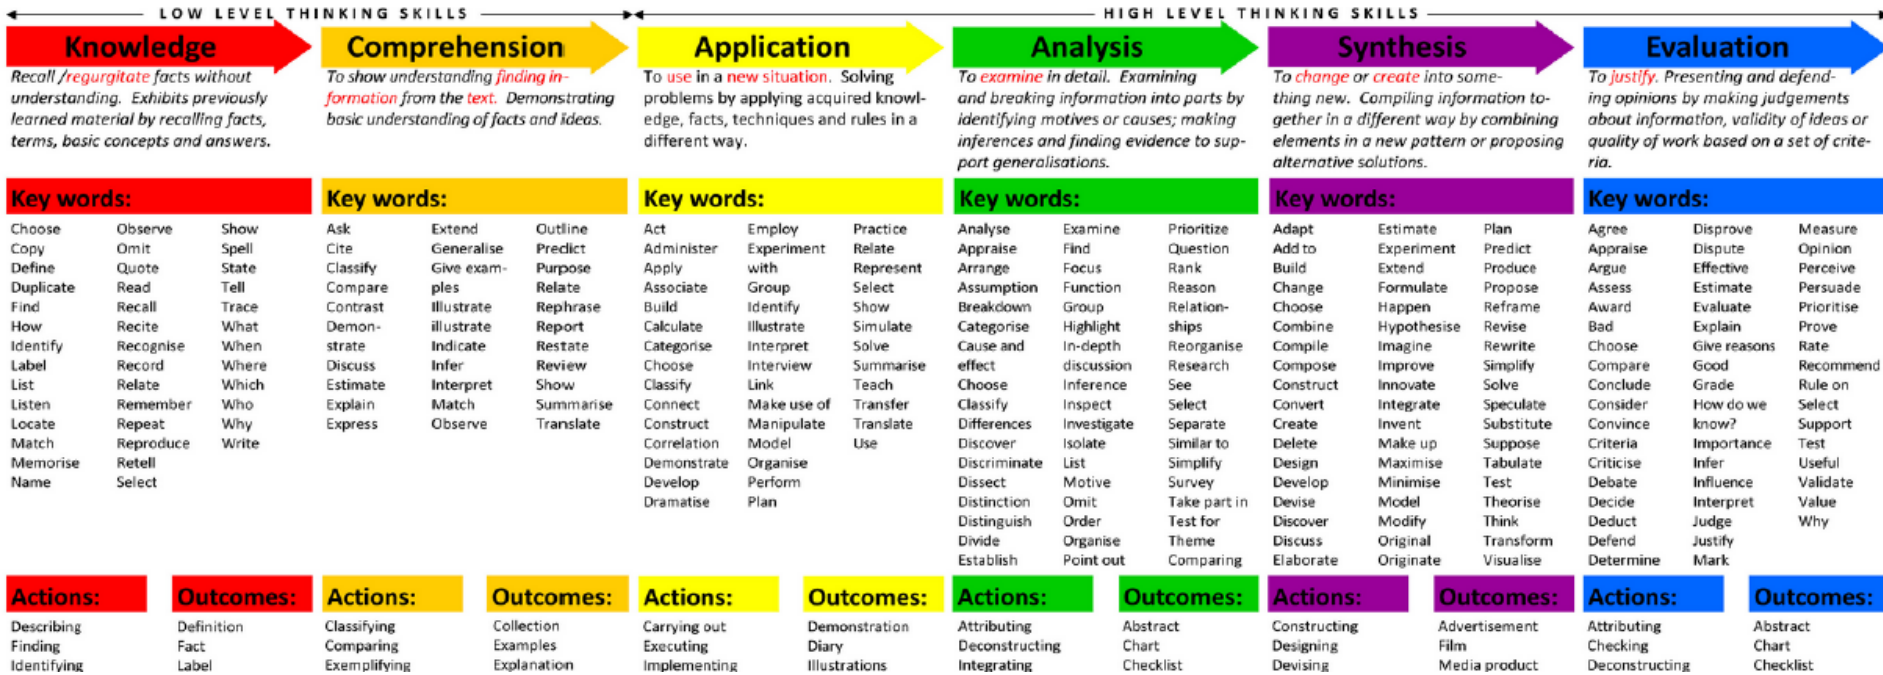 LOW LEVEL THINKING SKILLS
HIGH LEVEL THINKING SKILLS
Knowledge
Recall /regurgitate facts without
understanding. Exhibits previously
learned material by recalling facts,
terms, basic concepts and answers.
Key words:
Choose
Copy
Define
Duplicate
Find
How
Identify
Label
List
Listen
Locate
Match
Memorise
Name
Observe
Omit
Quote
Read
Recall
Recite
Recognise
Record
Relate
Remember
Repeat
Reproduce
Retell
Select
Show
Spell
State
Tell
Trace
What
When
Where
Which
Who
Why
Write
Actions:
Describing
Finding
Identifying
Outcomes:
Definition
Fact
Label
Comprehension
To show understanding finding in-
formation from the text. Demonstrating
basic understanding of facts and ideas.
Key words:
Ask
Cite
Classify
Compare
Contrast
Demon-
strate
Discuss
Estimate
Explain
Express
Extend
Generalise
Give exam-
ples
Illustrate
illustrate
Indicate
Infer
Interpret
Match
Observe
Outline
Predict
Purpose
Relate
Rephrase
Report
Restate
Review
Show
Summarise
Translate
Actions:
Classifying
Comparing
Exemplifying
Outcomes:
Collection
Examples
Explanation
Application
To use in a new situation. Solving
problems by applying acquired knowl-
edge, facts, techniques and rules in a
different way.
Key words:
Act
Administer
Apply
Associate
Build
Calculate
Categorise
Choose
Classify
Connect
Construct
Correlation
Demonstrate
Develop
Dramatise
Employ
Experiment
with
Group
Identify
Illustrate
Interpret
Interview
Link
Make use of
Manipulate
Model
Organise
Perform
Plan
Practice
Relate
Represent
Select
Show
Simulate
Solve
Summarise
Teach
Transfer
Translate
Use
Actions:
Carrying out
Executing
Implementing
Outcomes:
Demonstration
Diary
Illustrations
Analysis
To examine in detail. Examining
and breaking information into parts by
identifying motives or causes; making
inferences and finding evidence to sup-
port generalisations.
Key words:
Analyse
Appraise
Arrange
Assumption
Breakdown
Categorise
Cause and
effect
Choose
Classify
Differences
Discover
Discriminate
Dissect
Distinction
Distinguish
Divide
Establish
Examine
Find
Focus
Function
Group
Highlight
In-depth
discussion
Inference
Inspect
Investigate
Isolate
List
Motive
Omit
Order
Organise
Point out
Prioritize
Question
Rank
Reason
Relation-
ships
Reorganise
Research
See
Select
Separate
Similar to
Simplify
Survey
Take part in
Test for
Theme
Comparing
Actions:
Attributing
Deconstructing
Integrating
Outcomes:
Abstract
Chart
Checklist
Synthesis
To change or create into some-
thing new. Compiling information to-
gether in a different way by combining
elements in a new pattern or proposing
alternative solutions.
Key words:
Adapt
Add to
Build
Change
Choose
Combine
Compile
Compose
Construct
Convert
Create
Delete
Design
Develop
Devise
Discover
Discuss
Elaborate
Estimate
Experiment
Extend
Formulate
Happen
Hypothesise
Imagine
Improve
Innovate
Integrate
Invent
Make up
Maximise
Minimise
Model
Modify
Original
Originate
Plan
Predict
Produce
Propose
Reframe
Revise
Rewrite
Simplify
Solve
Speculate
Substitute
Suppose
Tabulate
Test
Theorise
Think
Transform
Visualise
Actions:
Constructing
Designing
Devising
Outcomes:
Advertisement
Film
Media product
Evaluation
To justify. Presenting and defend-
ing opinions by making judgements
about information, validity of ideas or
quality of work based on a set of crite-
ria.
Key words:
Agree
Appraise
Argue
Assess
Award
Bad
Choose
Compare
Conclude
Consider
Convince
Criteria
Criticise
Debate
Decide
Deduct
Defend
Determine
Disprove
Dispute
Effective
Estimate
Evaluate
Explain
Give reasons
Good
Grade
How do we
know?
Importance
Infer
Influence
Interpret
Judge
Justify
Mark
Measure
Opinion
Perceive
Persuade
Prioritise
Prove
Rate
Recommend
Rule on
Select
Support
Test
Useful
Validate
Value
Why
Actions:
Attributing
Checking
Deconstructing
Outcomes:
Abstract
Chart
Checklist